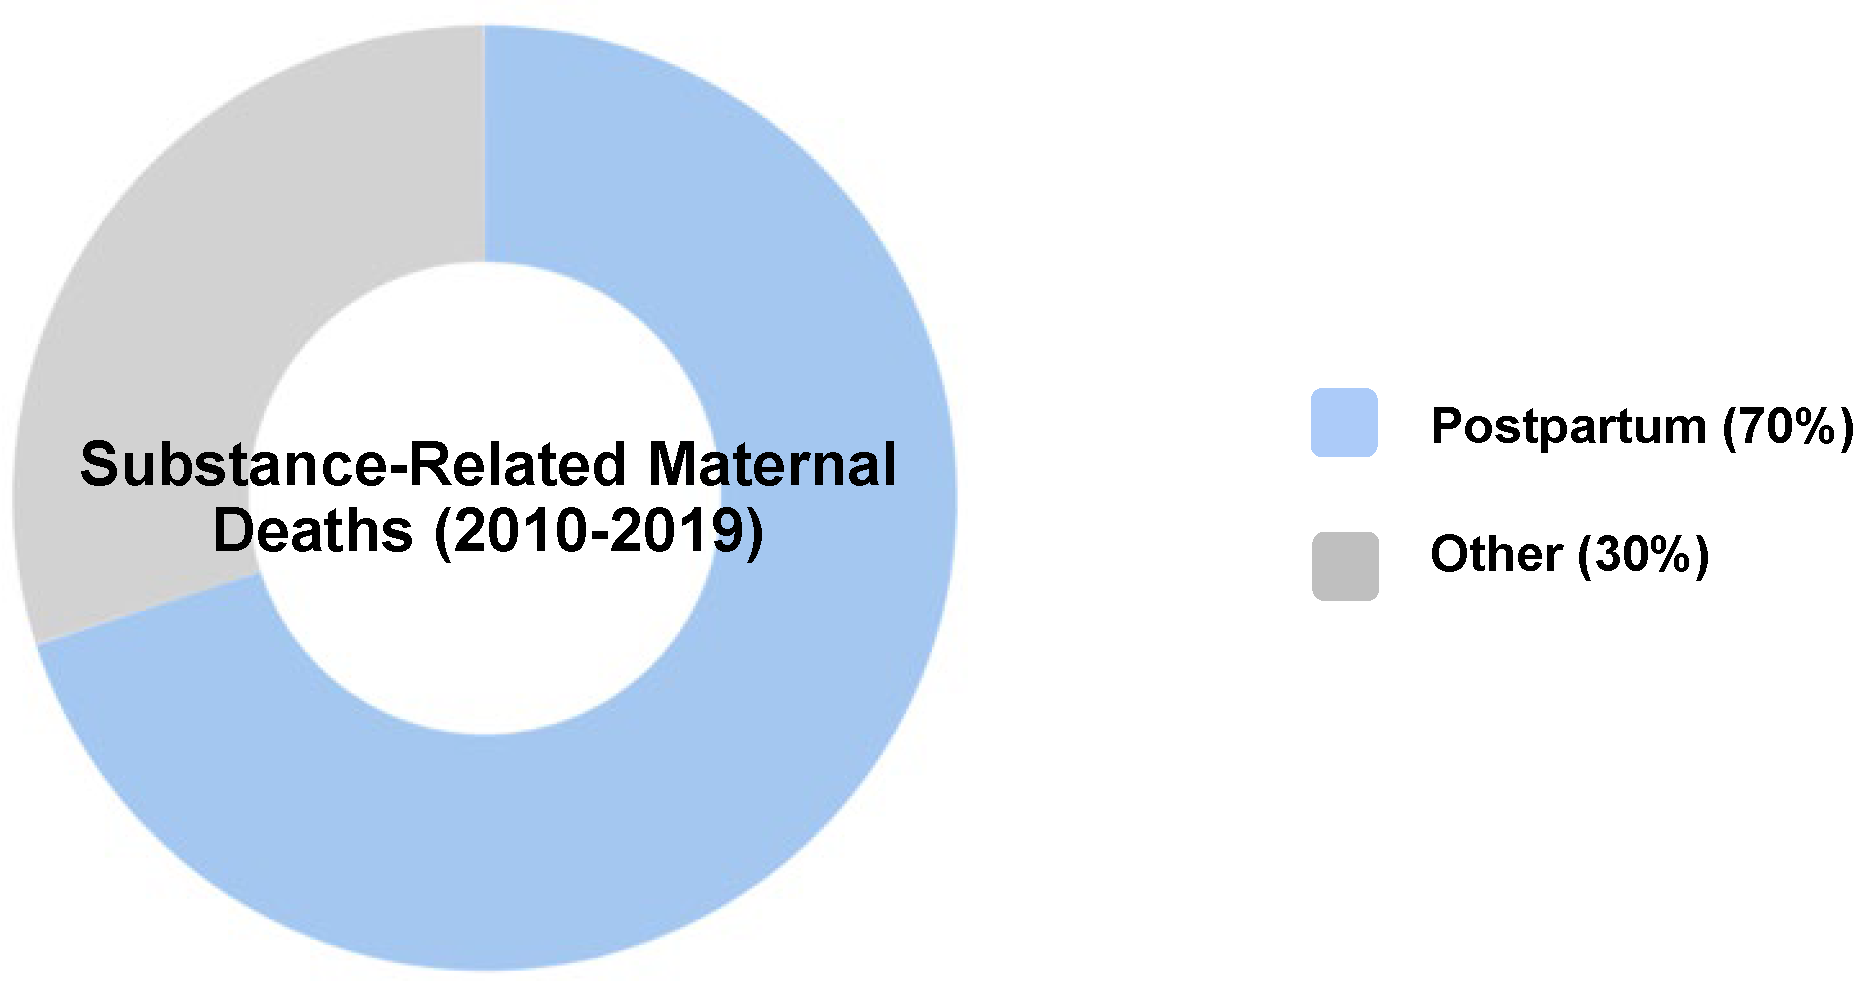 Substance-Related Maternal
Deaths (2010-2019)
Postpartum (70%)
Other (30%)